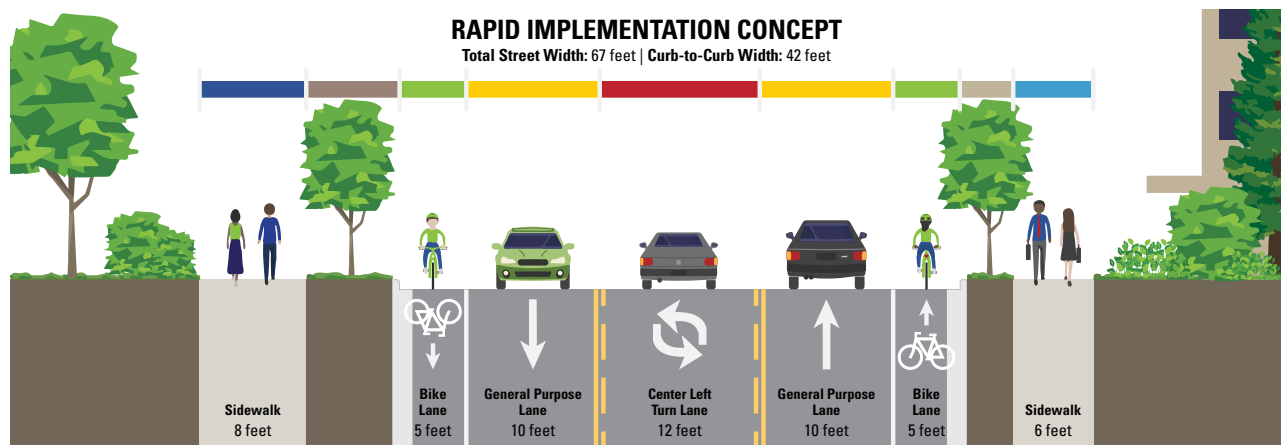 RAPID IMPLEMENTATION CONCEPT
Total Street Width: 67 feet | Curb-to-Curb Width: 42 feet
Sidewalk
8 feet
Bike
Lane
5 feet
General Purpose
Lane
10 feet
Center Left
Turn Lane
12 feet
General Purpose
Lane
10 feet
Bike
Lane
5 feet
Sidewalk
6 feet